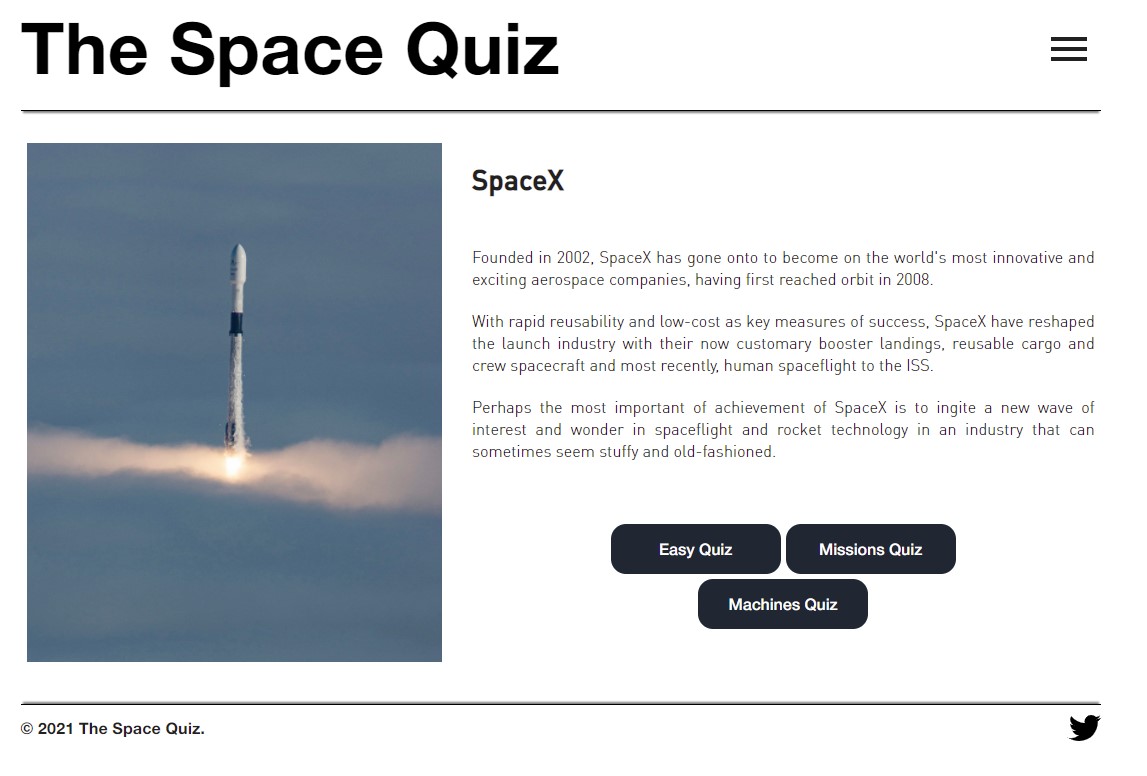 The Space Quiz
SpaceX
Founded in 2002, SpaceX has gone onto to become on the world's most innovative and
exciting aerospace companies, having first reached orbit in 2008.
With rapid reusability and low-cost as key measures of success, SpaceX have reshaped
the launch industry with their now customary booster landings, reusable cargo and
crew spacecraft and most recently, human spaceflight to the ISS.
Perhaps the most important of achievement of SpaceX is to ingite a new wave of
interest and wonder in spaceflight and rocket technology in an industry that can
sometimes seem stuffy and old-fashioned.
Easy Quiz
Missions Quiz
Machines Quiz
© 2021 The Space Quiz.